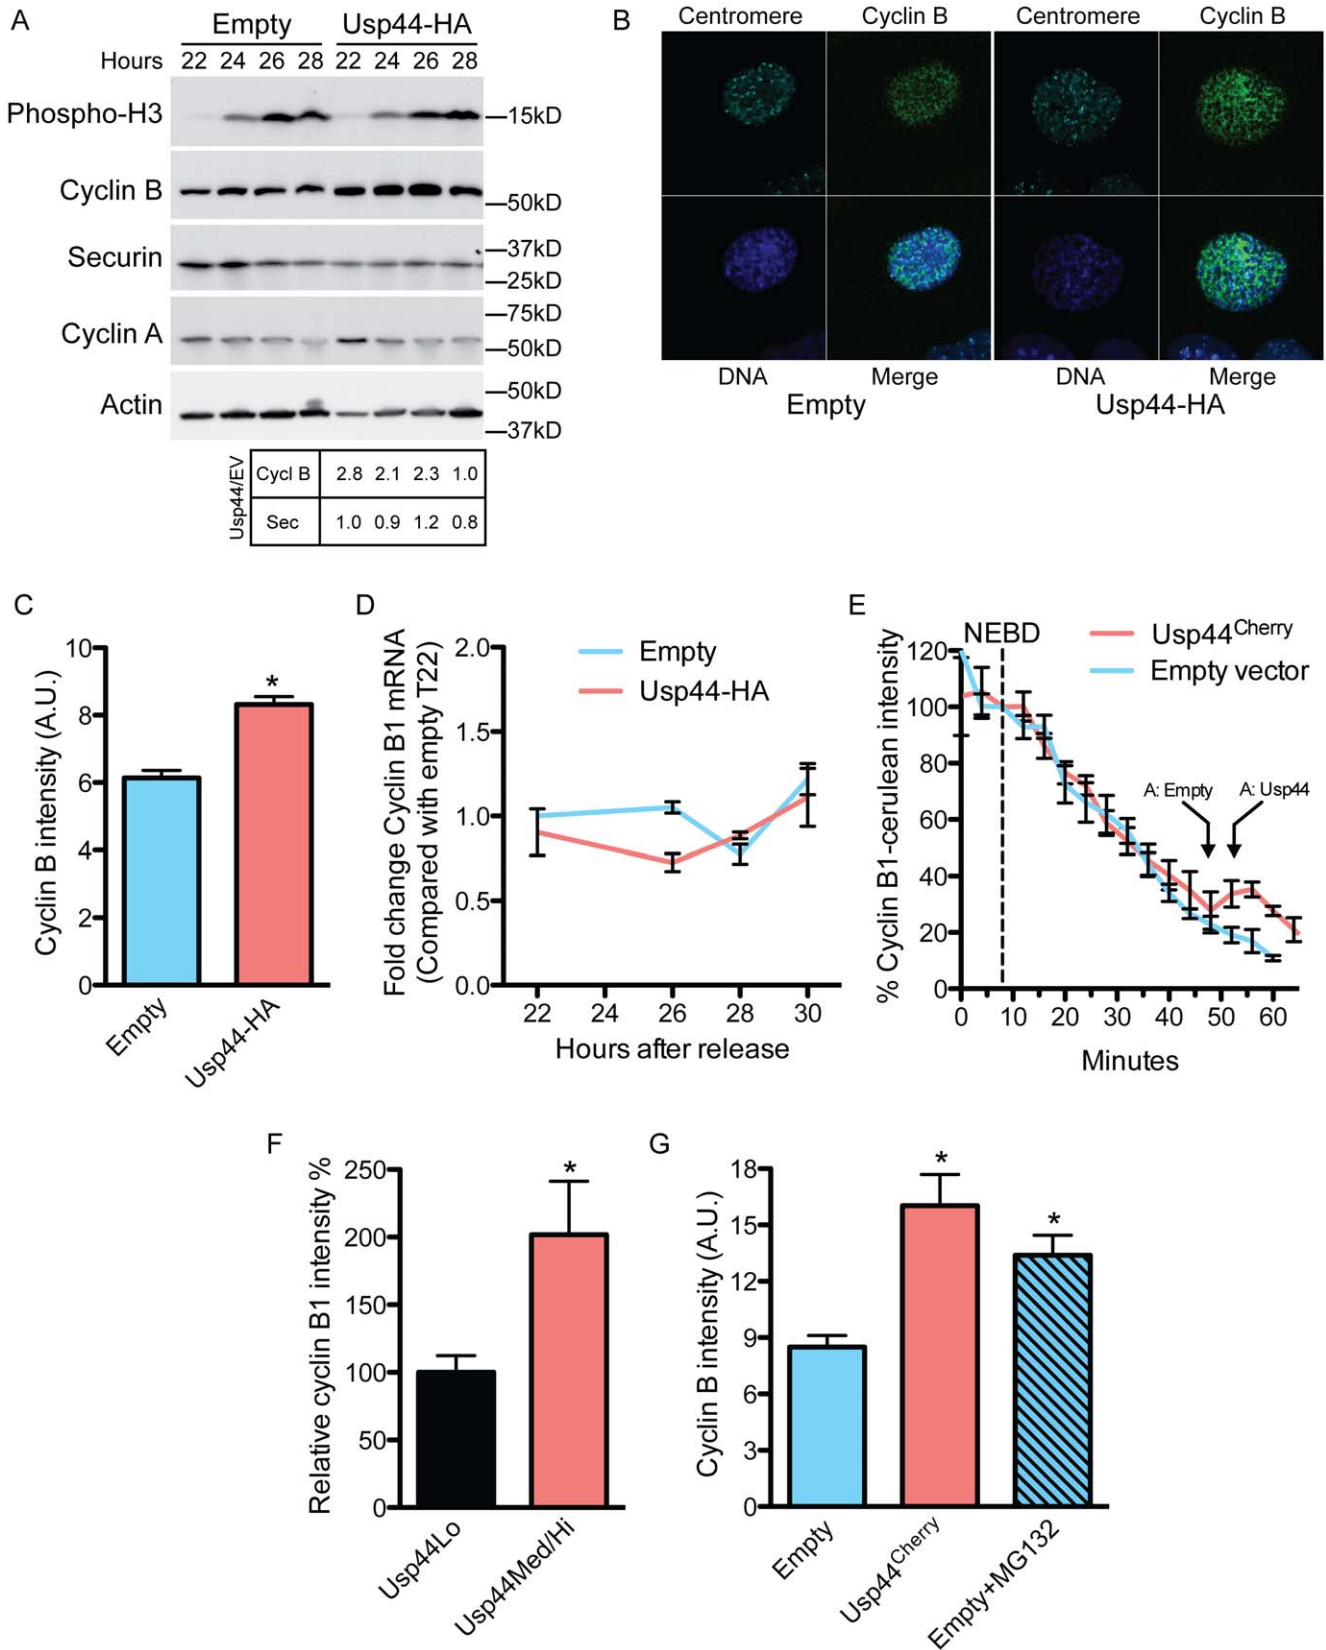 A
Empty Usp44-HA
Hours 22 24 26 28 22 24 26 28
Phospho-H3 15kD
Cyclin B 50kD
Securin 37kD
25kD
Cyclin A 75kD
50kD
Actin 50kD
37kD
Usp44/EV
Cycl B 2.8 2.1 2.3 1.0
Sec 1.0 0.9 1.2 0.8
B
Centromere Cyclin B Centromere Cyclin B
DNA Merge DNA Merge
Empty Usp44-HA
C
Cyclin B intensity (A.U.)
10
8
6
4
2
0
*
Empty
Usp44-HA
D
Fold change Cyclin B1 mRNA
(Compared with empty T22)
2.0
1.5
1.0
0.5
0.0
Empty
Usp44-HA
22 24 26 28 30
Hours after release
E
% Cyclin B1-cerulean intensity
120
100
80
60
40
20
0
NEBD
Usp44Cherry
Empty vector
A: Empty A: Usp44
0 10 20 30 40 50 60
Minutes
F
Relative cyclin B1 intensity %
250
200
150
100
50
0
*
Usp44Lo
Usp44Med/Hi
G
Cyclin B intensity (A.U.)
18
15
12
9
6
3
0
*
*
Empty
Usp44Cherry
Empty+MG132